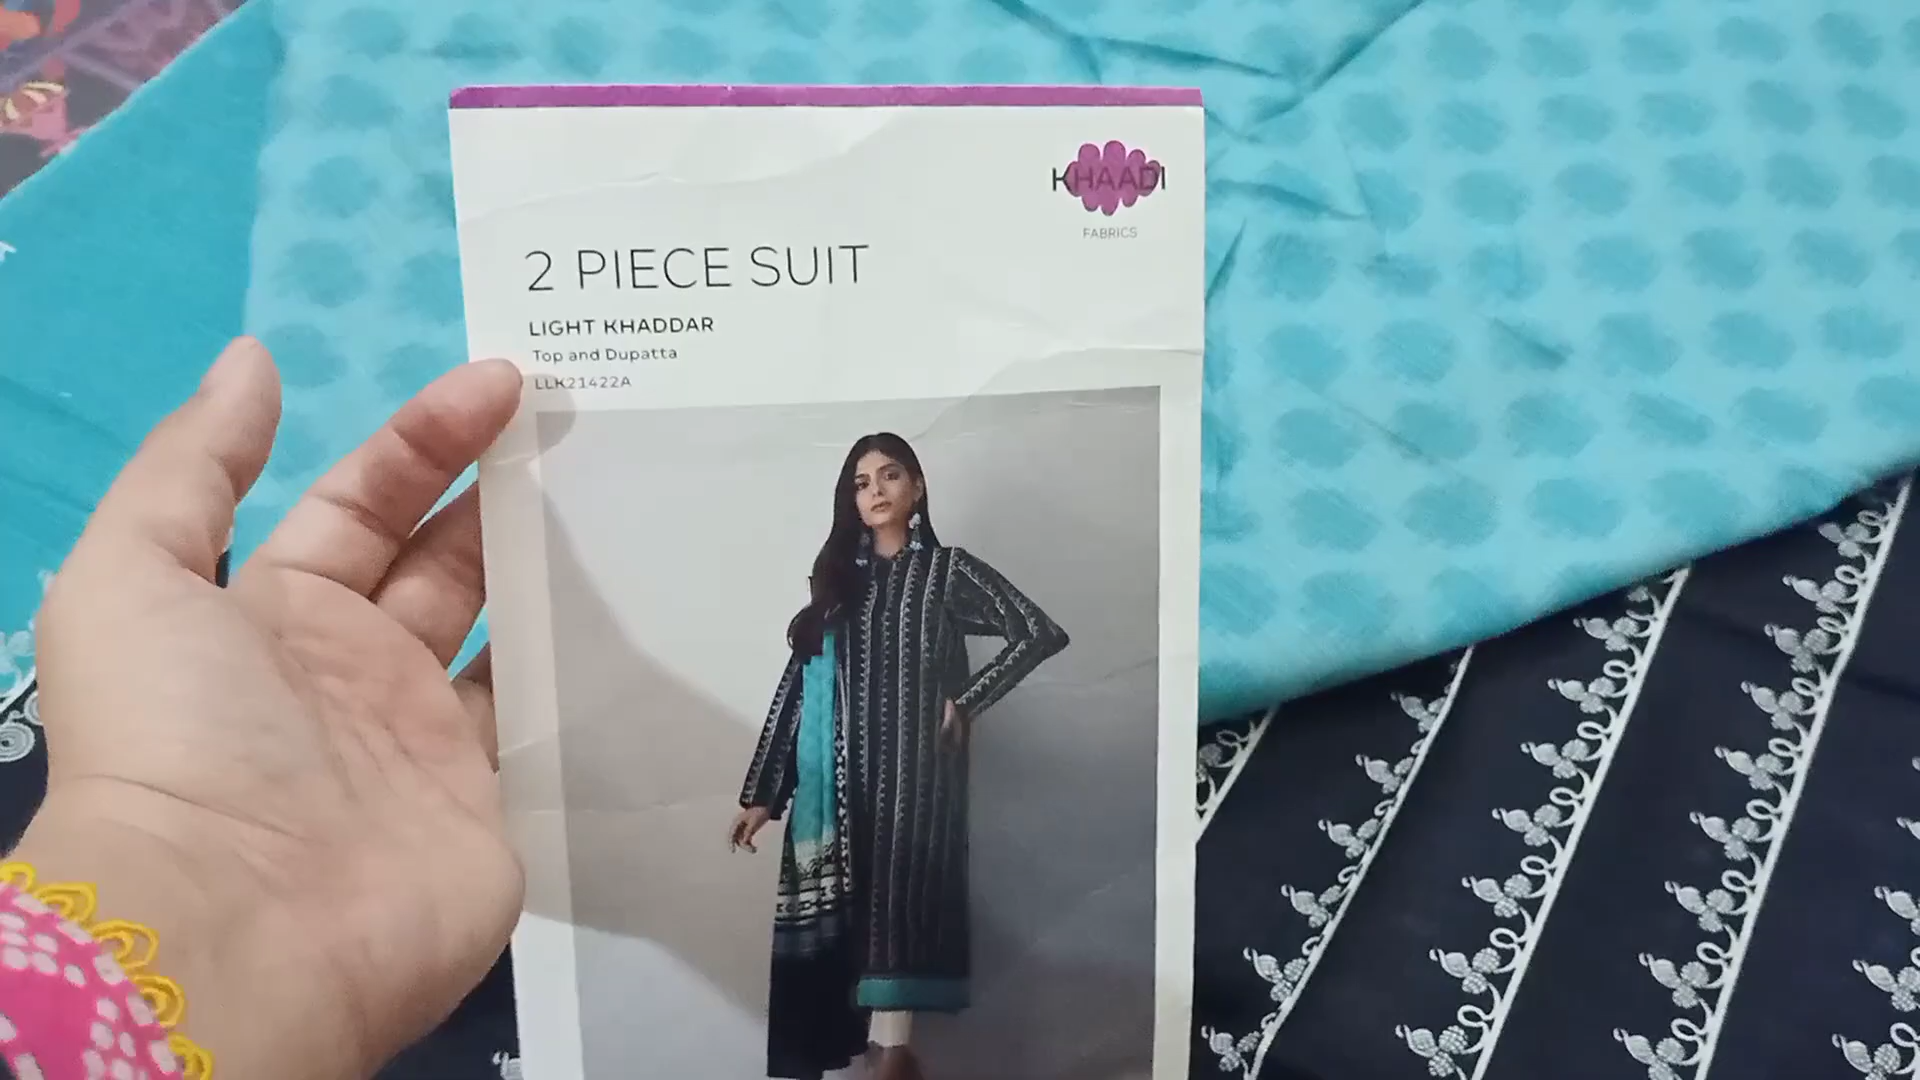 KHAADI
FABRICS
2 PIECE SUIT
LIGHT KHADDAR
Top and Dupatta
LLK21422A